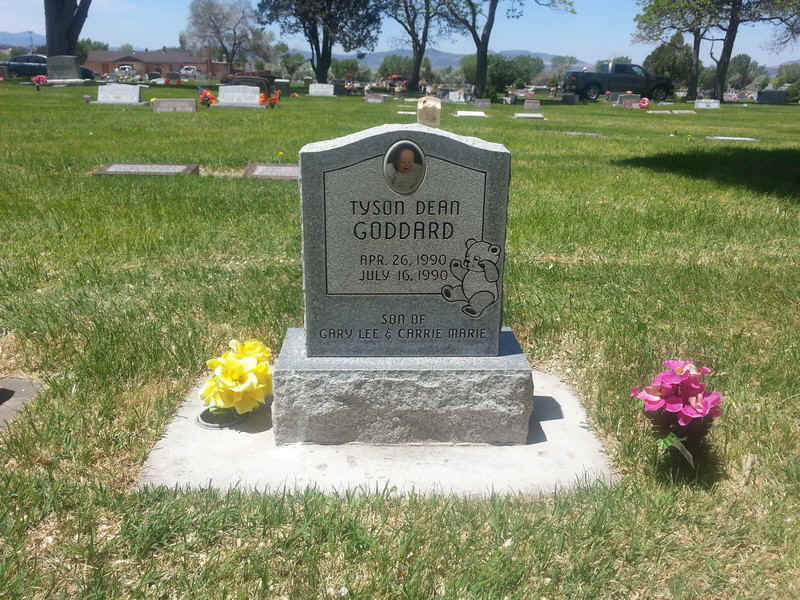 TYSON DEAN
GODDARD
APR. 26, 1990
JULY 16, 1990
SON OF
GARY LEE & CARRIE MARIE